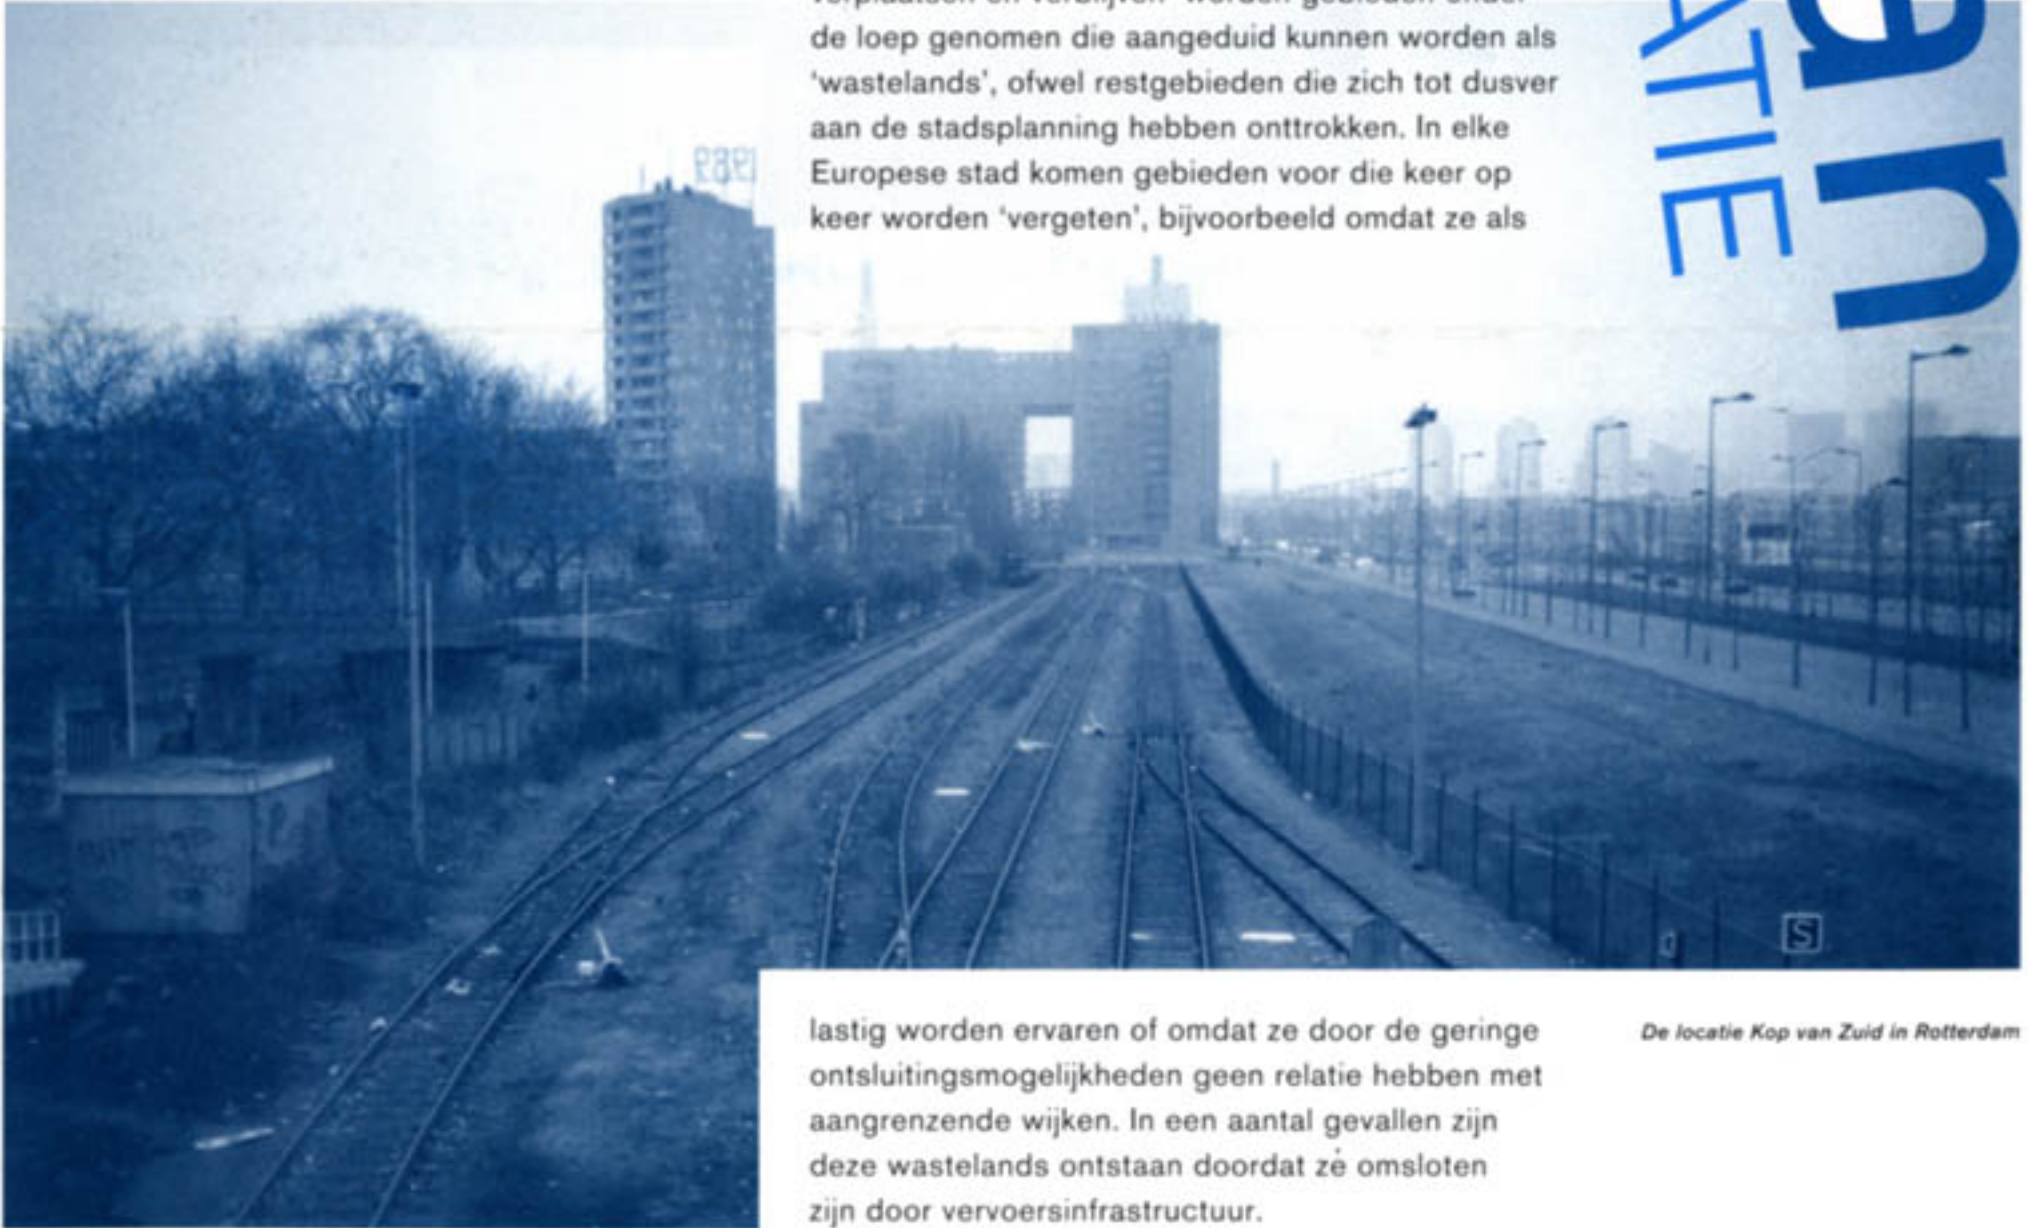 de loep genomen die aangeduid kunnen worden als
‘wastelands’, ofwel restgebieden die zich tot dusver
aan de stadsplanning hebben onttrokken. In elke
Europese stad komen gebieden voor die keer op
keer worden ‘vergeten’, bijvoorbeeld omdat ze als
lastig worden ervaren of omdat ze door de geringe
ontsluitingsmogelijkheden geen relatie hebben met
aangrenzende wijken. In een aantal gevallen zijn
deze wastelands ontstaan doordat ze omsloten
zijn door vervoersinfrastructuur.
De locatie Kop van Zuid in Rotterdam
ATIE
an
S